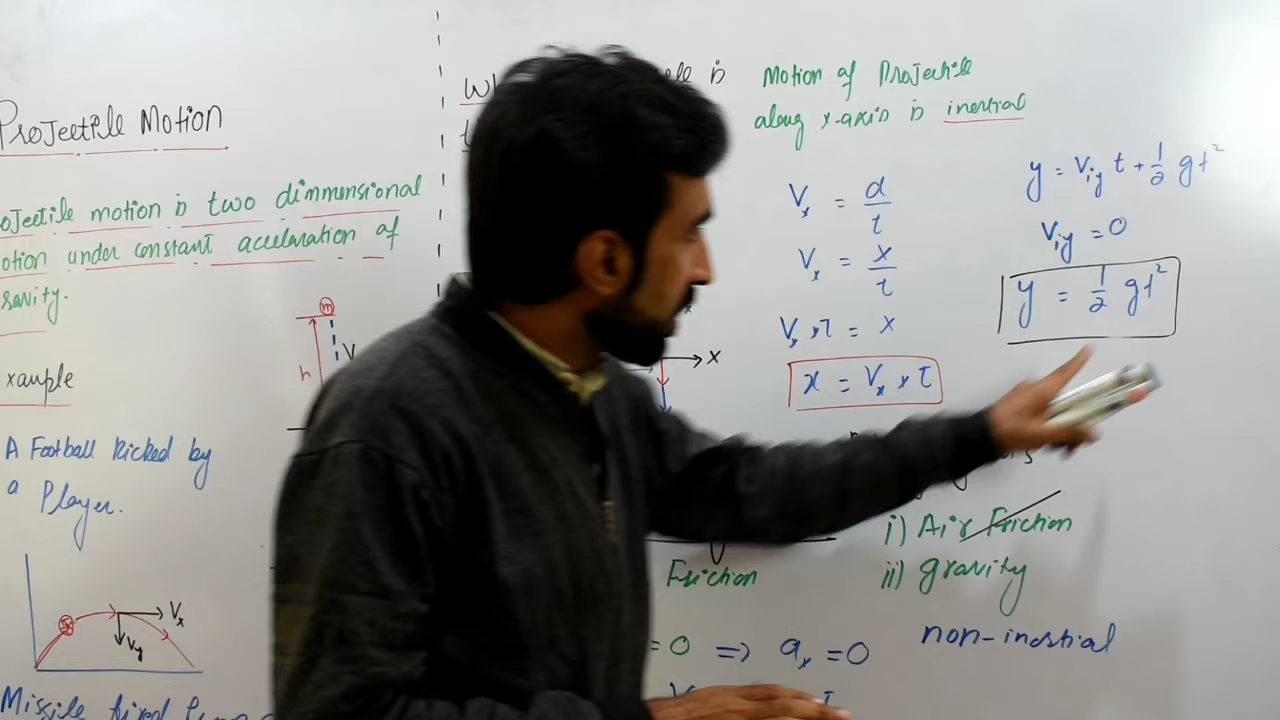 Projectile Motion
ojectile motion is two dimmensional
otion under constant acceleration of
ravity.
xample
A Football kicked by
a Player.
Vx
Vy
Missile fired
m
h
V
is
x
Motion of Projectile
along x-axis is inertial
Vx = d/t
Vx = x/t
Vx × t = x
x = Vx × t
y = Viy t + 1/2 gt²
Viy = 0
y = 1/2 gt²
i) Air Friction
ii) gravity
Friction
= 0 => ax = 0
non-inertial